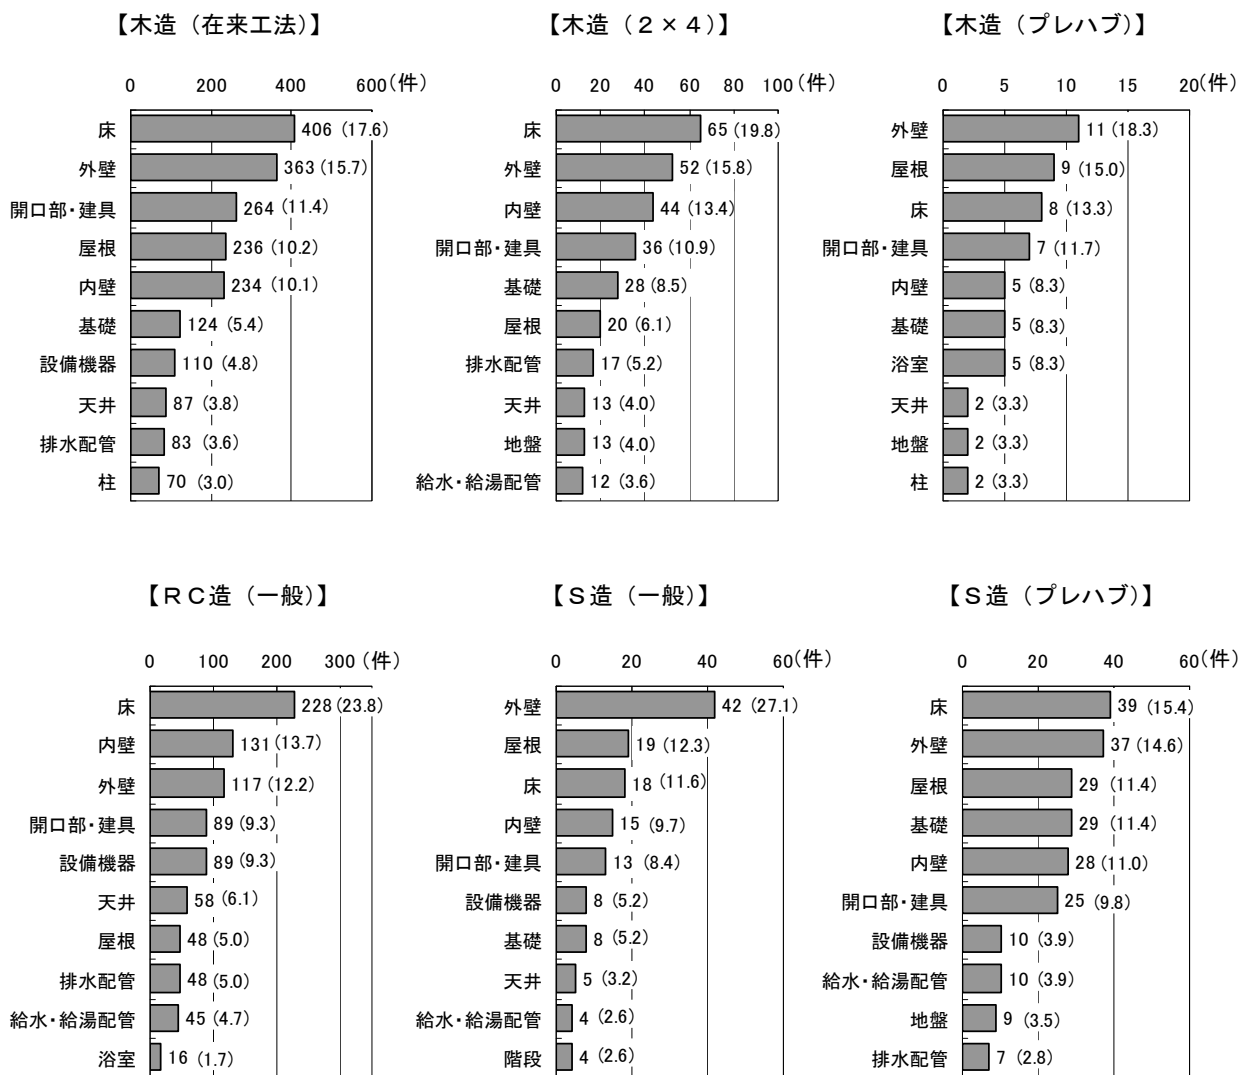 【木造（在来工法）】
0 200 400 600(件)
床 406 (17.6)
外壁 363 (15.7)
開口部・建具 264 (11.4)
屋根 236 (10.2)
内壁 234 (10.1)
基礎 124 (5.4)
設備機器 110 (4.8)
天井 87 (3.8)
排水配管 83 (3.6)
柱 70 (3.0)
【木造（２×４）】
0 20 40 60 80 100(件)
床 65 (19.8)
外壁 52 (15.8)
内壁 44 (13.4)
開口部・建具 36 (10.9)
基礎 28 (8.5)
屋根 20 (6.1)
排水配管 17 (5.2)
天井 13 (4.0)
地盤 13 (4.0)
給水・給湯配管 12 (3.6)
【木造（プレハブ）】
0 5 10 15 20(件)
外壁 11 (18.3)
屋根 9 (15.0)
床 8 (13.3)
開口部・建具 7 (11.7)
内壁 5 (8.3)
基礎 5 (8.3)
浴室 5 (8.3)
天井 2 (3.3)
地盤 2 (3.3)
柱 2 (3.3)
【ＲＣ造（一般）】
0 100 200 300 (件)
床 228 (23.8)
内壁 131 (13.7)
外壁 117 (12.2)
開口部・建具 89 (9.3)
設備機器 89 (9.3)
天井 58 (6.1)
屋根 48 (5.0)
排水配管 48 (5.0)
給水・給湯配管 45 (4.7)
浴室 16 (1.7)
【Ｓ造（一般）】
0 20 40 60(件)
外壁 42 (27.1)
屋根 19 (12.3)
床 18 (11.6)
内壁 15 (9.7)
開口部・建具 13 (8.4)
設備機器 8 (5.2)
基礎 8 (5.2)
天井 5 (3.2)
給水・給湯配管 4 (2.6)
階段 4 (2.6)
【Ｓ造（プレハブ）】
0 20 40 60(件)
床 39 (15.4)
外壁 37 (14.6)
屋根 29 (11.4)
基礎 29 (11.4)
内壁 28 (11.0)
開口部・建具 25 (9.8)
設備機器 10 (3.9)
給水・給湯配管 10 (3.9)
地盤 9 (3.5)
排水配管 7 (2.8)